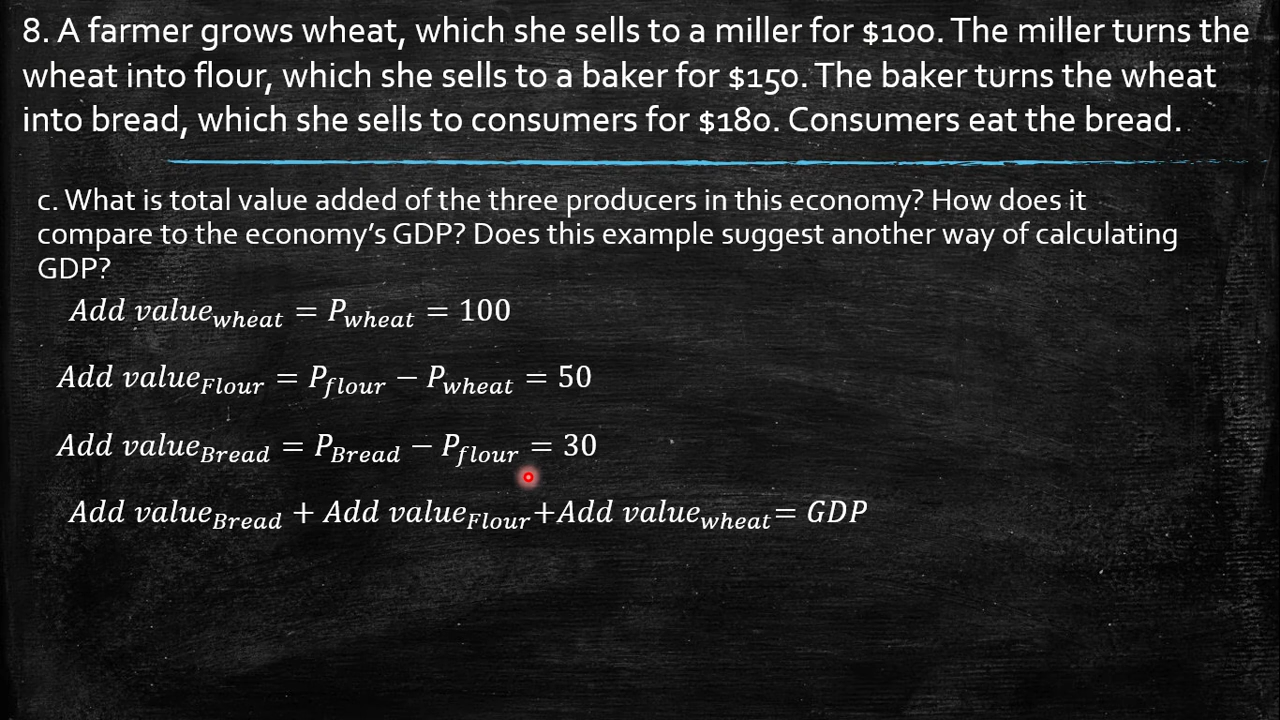 8. A farmer grows wheat, which she sells to a miller for $100. The miller turns the
wheat into flour, which she sells to a baker for $150. The baker turns the wheat
into bread, which she sells to consumers for $180. Consumers eat the bread.
c. What is total value added of the three producers in this economy? How does it
compare to the economy's GDP? Does this example suggest another way of calculating
GDP?
Add value_wheat = P_wheat = 100
Add value_Flour = P_flour − P_wheat = 50
Add value_Bread = P_Bread − P_flour = 30
Add value_Bread + Add value_Flour+Add value_wheat= GDP